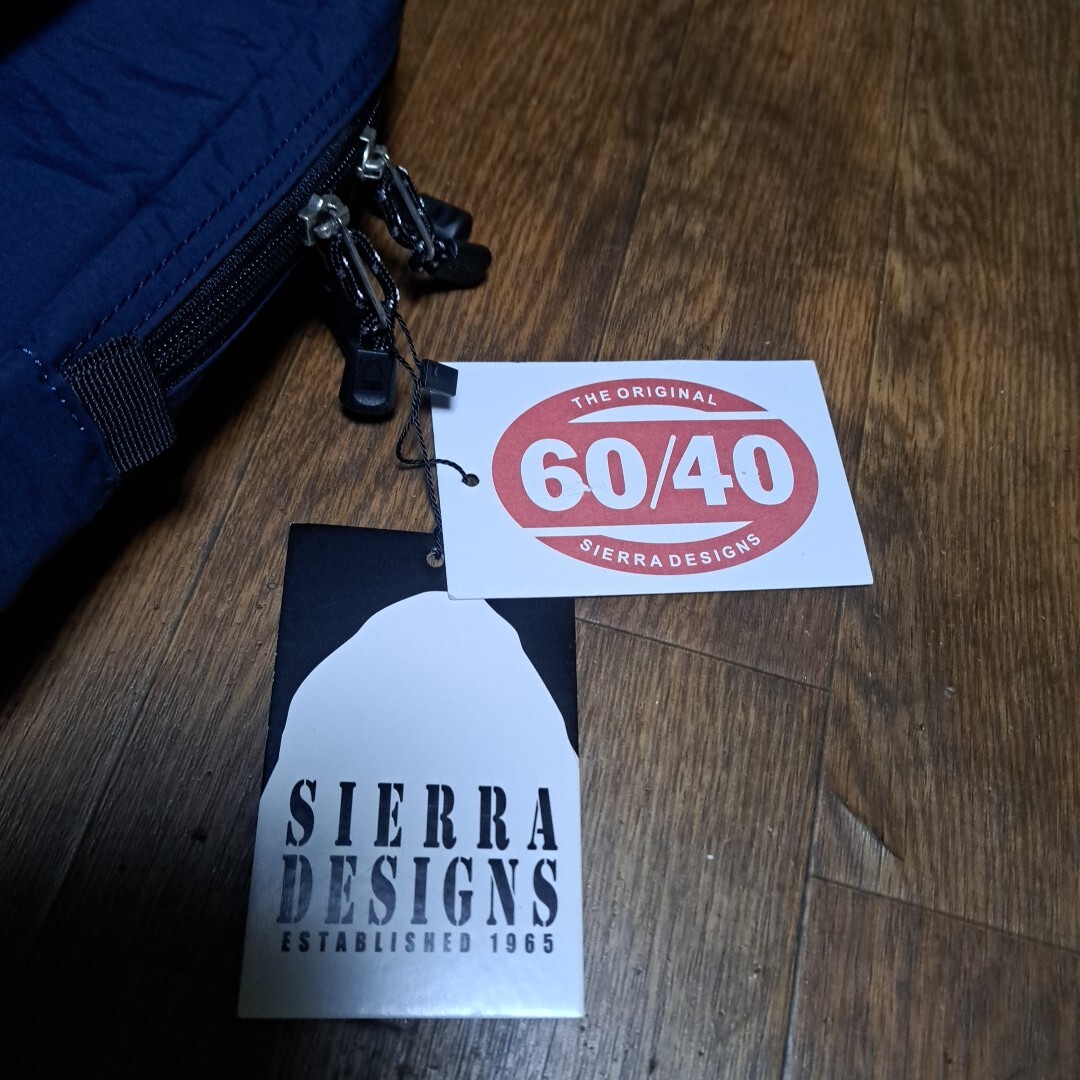 THE ORIGINAL
60/40
SIERRA DESIGNS
SIERRA
DESIGNS
ESTABLISHED 1965